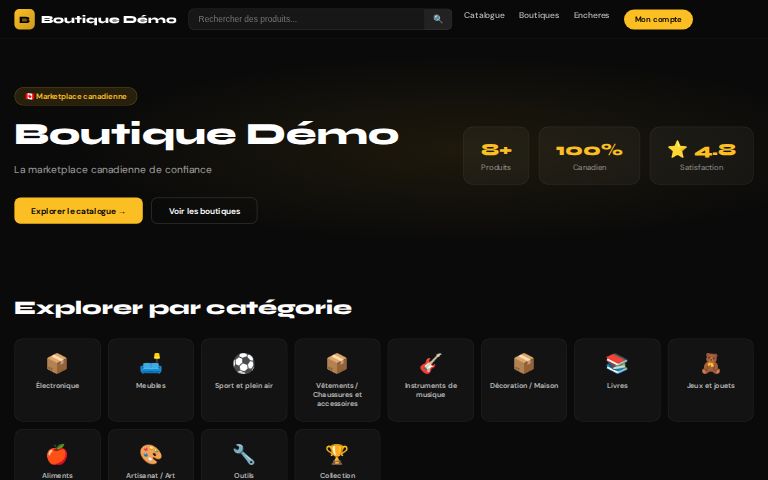 Boutique Démo
Rechercher des produits...
Catalogue
Boutiques
Encheres
Mon compte
Marketplace canadienne
Boutique Démo
La marketplace canadienne de confiance
Explorer le catalogue →
Voir les boutiques
8+
Produits
100%
Canadien
⭐ 4.8
Satisfaction
Explorer par catégorie
Électronique
Meubles
Sport et plein air
Vêtements /
Chaussures et
accessoires
Instruments de
musique
Décoration / Maison
Livres
Jeux et jouets
Aliments
Artisanat / Art
Outils
Collection